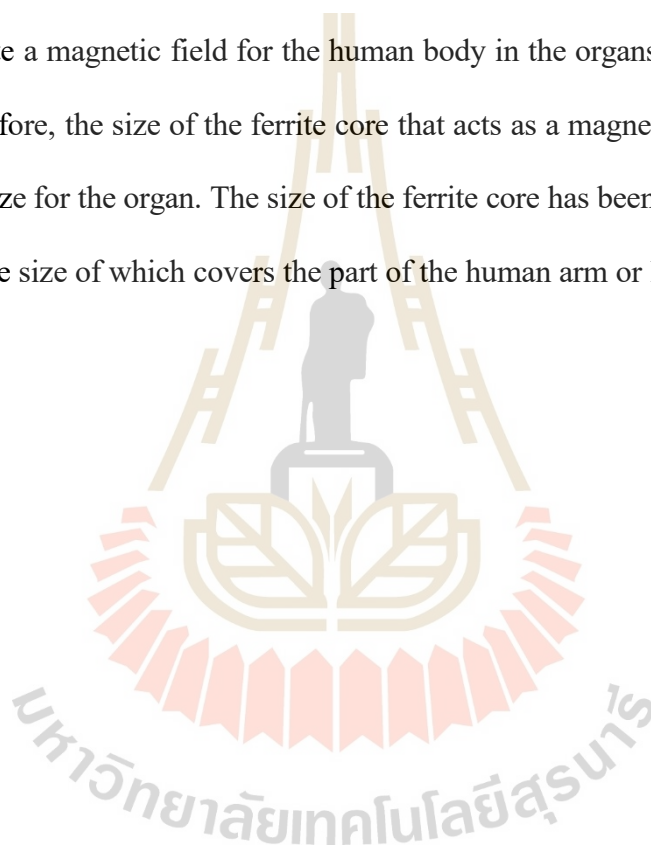 a magnetic field for the human body in the organs
the size of the ferrite core that acts as a
for the organ. The size of the ferrite core has been
size of which covers the part of the human arm or
มหาวิทยาลัยเทคโนโลยีสุรนารี